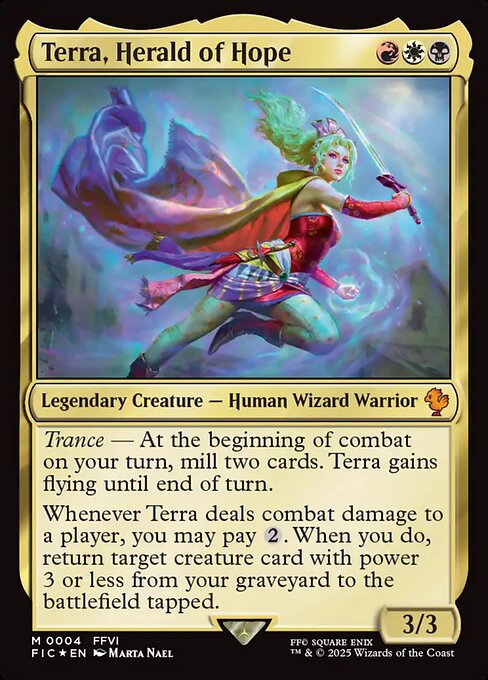 Terra, Herald of Hope
Legendary Creature — Human Wizard Warrior
Trance — At the beginning of combat
on your turn, mill two cards. Terra gains
flying until end of turn.
Whenever Terra deals combat damage to
a player, you may pay 2. When you do,
return target creature card with power
3 or less from your graveyard to the
battlefield tapped.
3/3
M 0004 FFVI
FIC★EN Marta Nael
FF© SQUARE ENIX
™ & © 2025 Wizards of the Coast